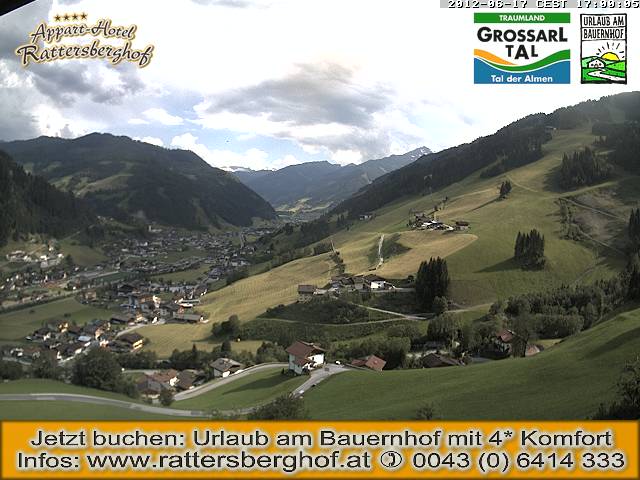 2012-06-17 CEST 17:00:05
Appart-Hotel
Rattersberghof
TRAUMLAND
GROSSARL
TAL
Tal der Almen
URLAUB AM
BAUERNHOF
Jetzt buchen: Urlaub am Bauernhof mit 4* Komfort
Infos: www.rattersberghof.at ✆ 0043 (0) 6414 333